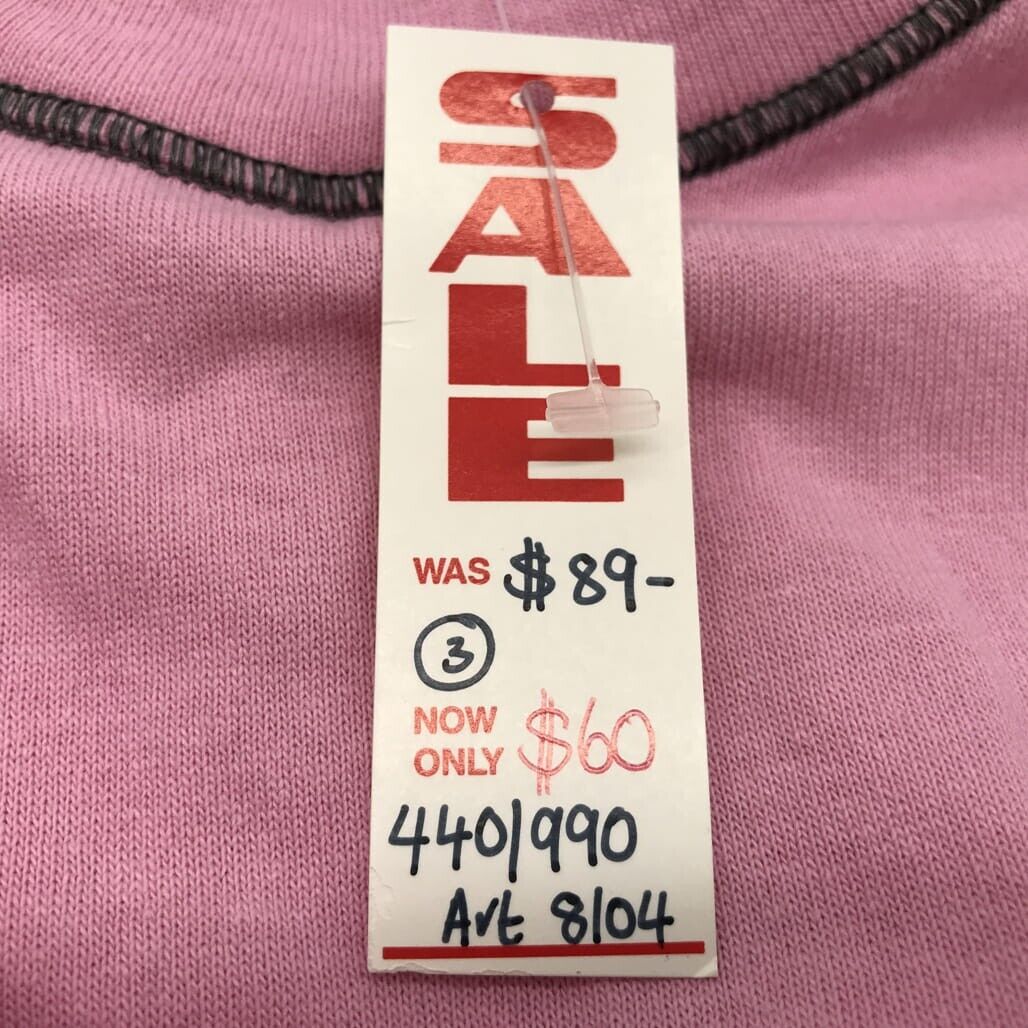 SALE
WAS $89-
3
NOW
ONLY $60
440/990
Art 8/04